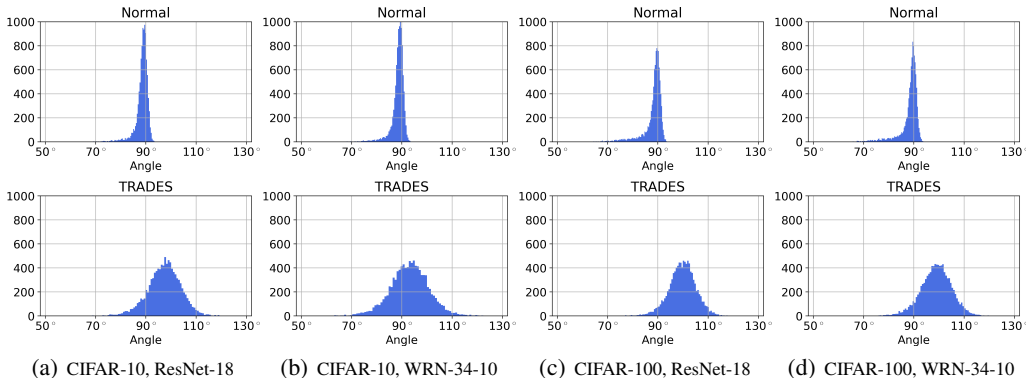 Normal Normal Normal Normal
1000 1000 1000 1000
800 800 800 800
600 600 600 600
400 400 400 400
200 200 200 200
0 0 0 0
50° 70° 90° 110° 130° 50° 70° 90° 110° 130° 50° 70° 90° 110° 130° 50° 70° 90° 110° 130°
Angle Angle Angle Angle
TRADES TRADES TRADES TRADES
1000 1000 1000 1000
800 800 800 800
600 600 600 600
400 400 400 400
200 200 200 200
0 0 0 0
50° 70° 90° 110° 130° 50° 70° 90° 110° 130° 50° 70° 90° 110° 130° 50° 70° 90° 110° 130°
Angle Angle Angle Angle
(a) CIFAR-10, ResNet-18 (b) CIFAR-10, WRN-34-10 (c) CIFAR-100, ResNet-18 (d) CIFAR-100, WRN-34-10